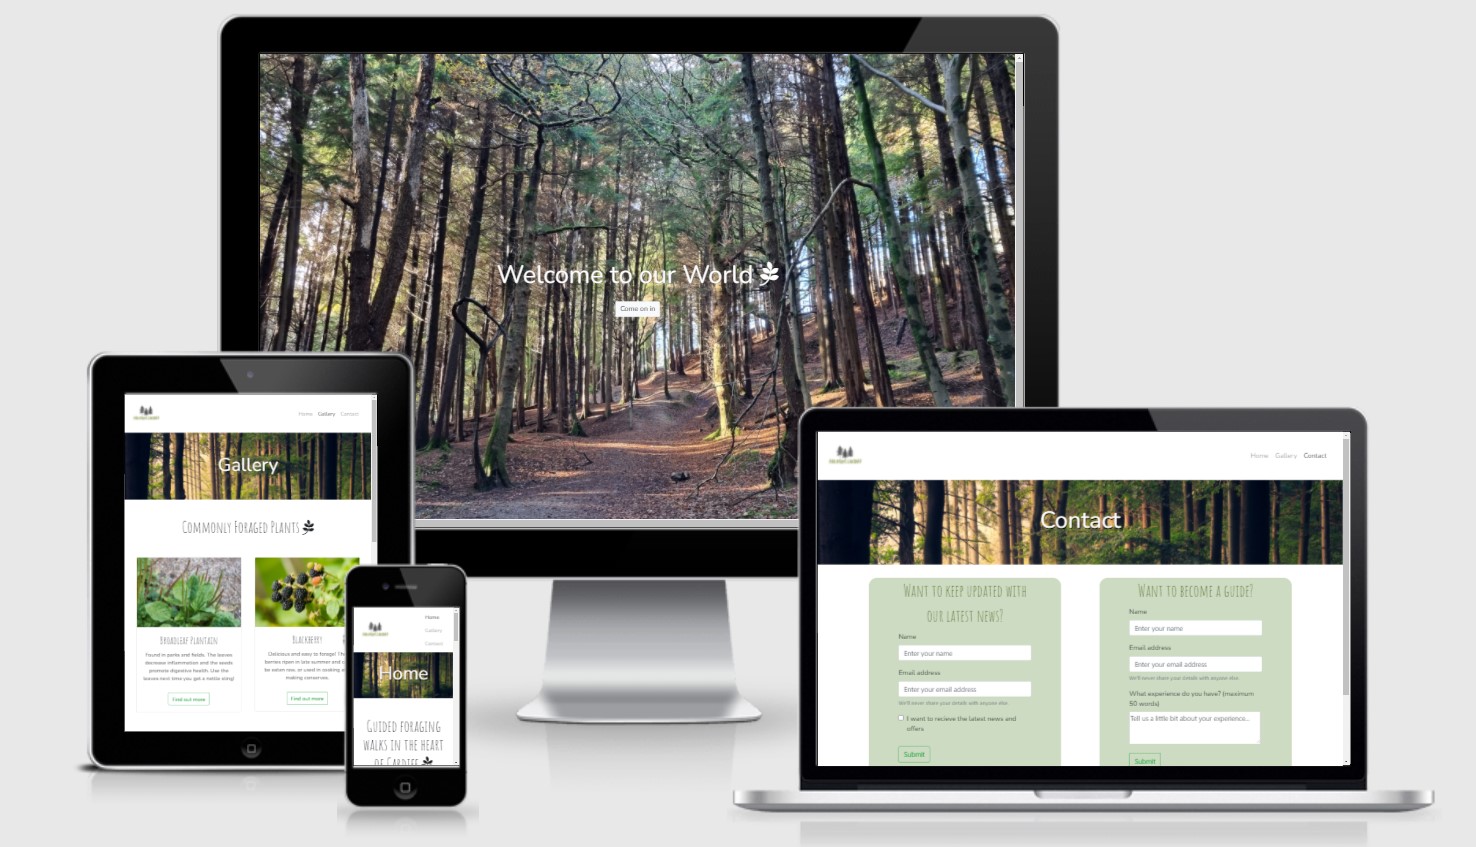 Welcome to our World
Come on in
Home Gallery Contact
Gallery
Commonly Foraged Plants
Broadleaf Plantain
Found in parks and fields. The leaves
decrease inflammation and the seeds
promote digestive health. Use the
leaves next time you get a nettle sting!
Find out more
Blackberry
Delicious and easy to forage!
berries ripen in late summer and
be eaten raw, or used in cooking
making conserves.
Find out more
Home
Gallery
Contact
Home
Guided foraging
walks in the heart
of Cardiff
Home Gallery Contact
Contact
Want to keep updated with
our latest news?
Name
Enter your name
Email address
Enter your email address
We'll never share your details with anyone else.
I want to recieve the latest news and
offers
Submit
Want to become a guide?
Name
Enter your name
Email address
Enter your email address
We'll never share your details with anyone else.
What experience do you have? (maximum
50 words)
Tell us a little bit about your experience...
Submit